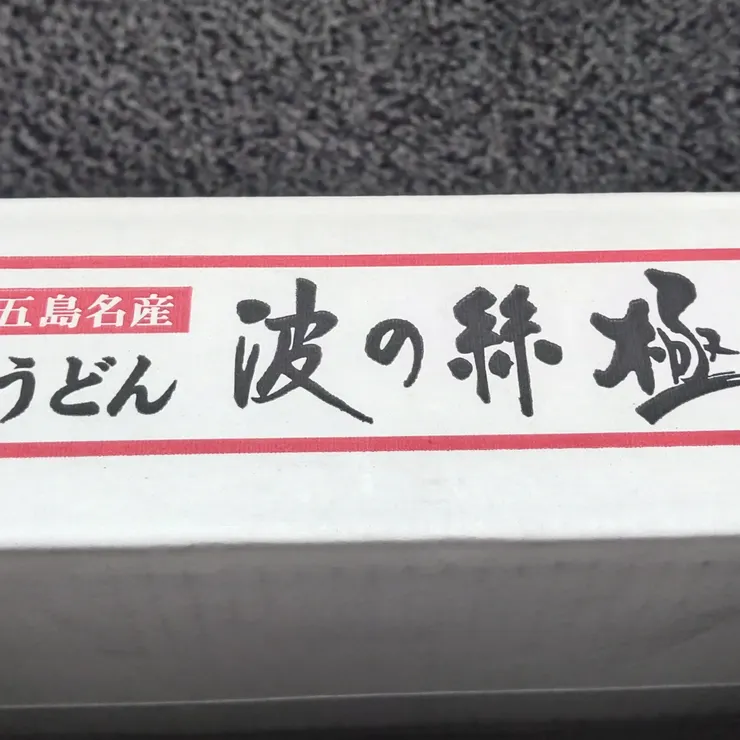 五島名産
うどん
波の絲 極